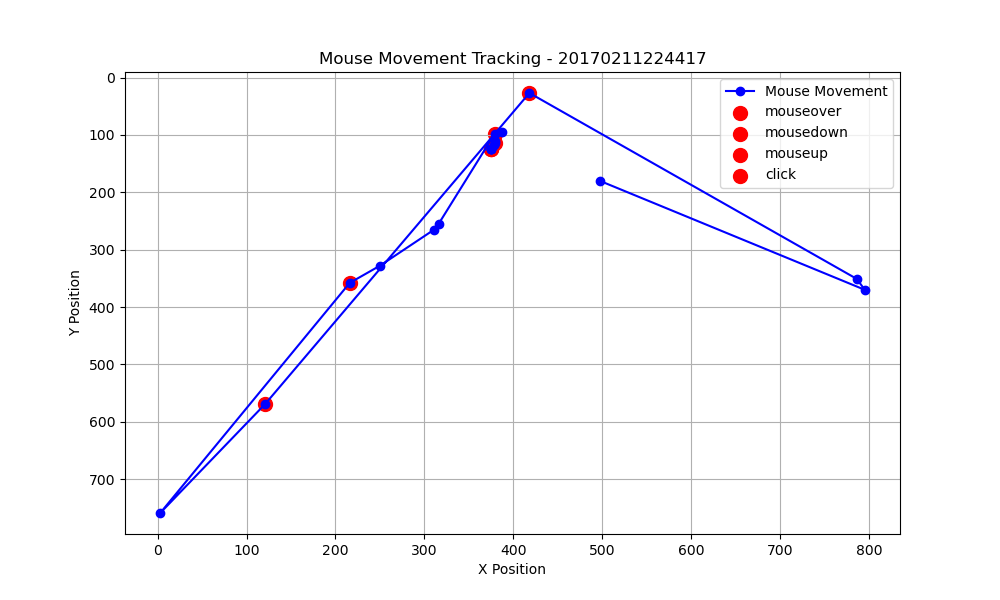 Mouse Movement Tracking - 20170211224417
Mouse Movement
mouseover
mousedown
mouseup
click
Y Position
0
100
200
300
400
500
600
700
0 100 200 300 400 500 600 700 800
X Position